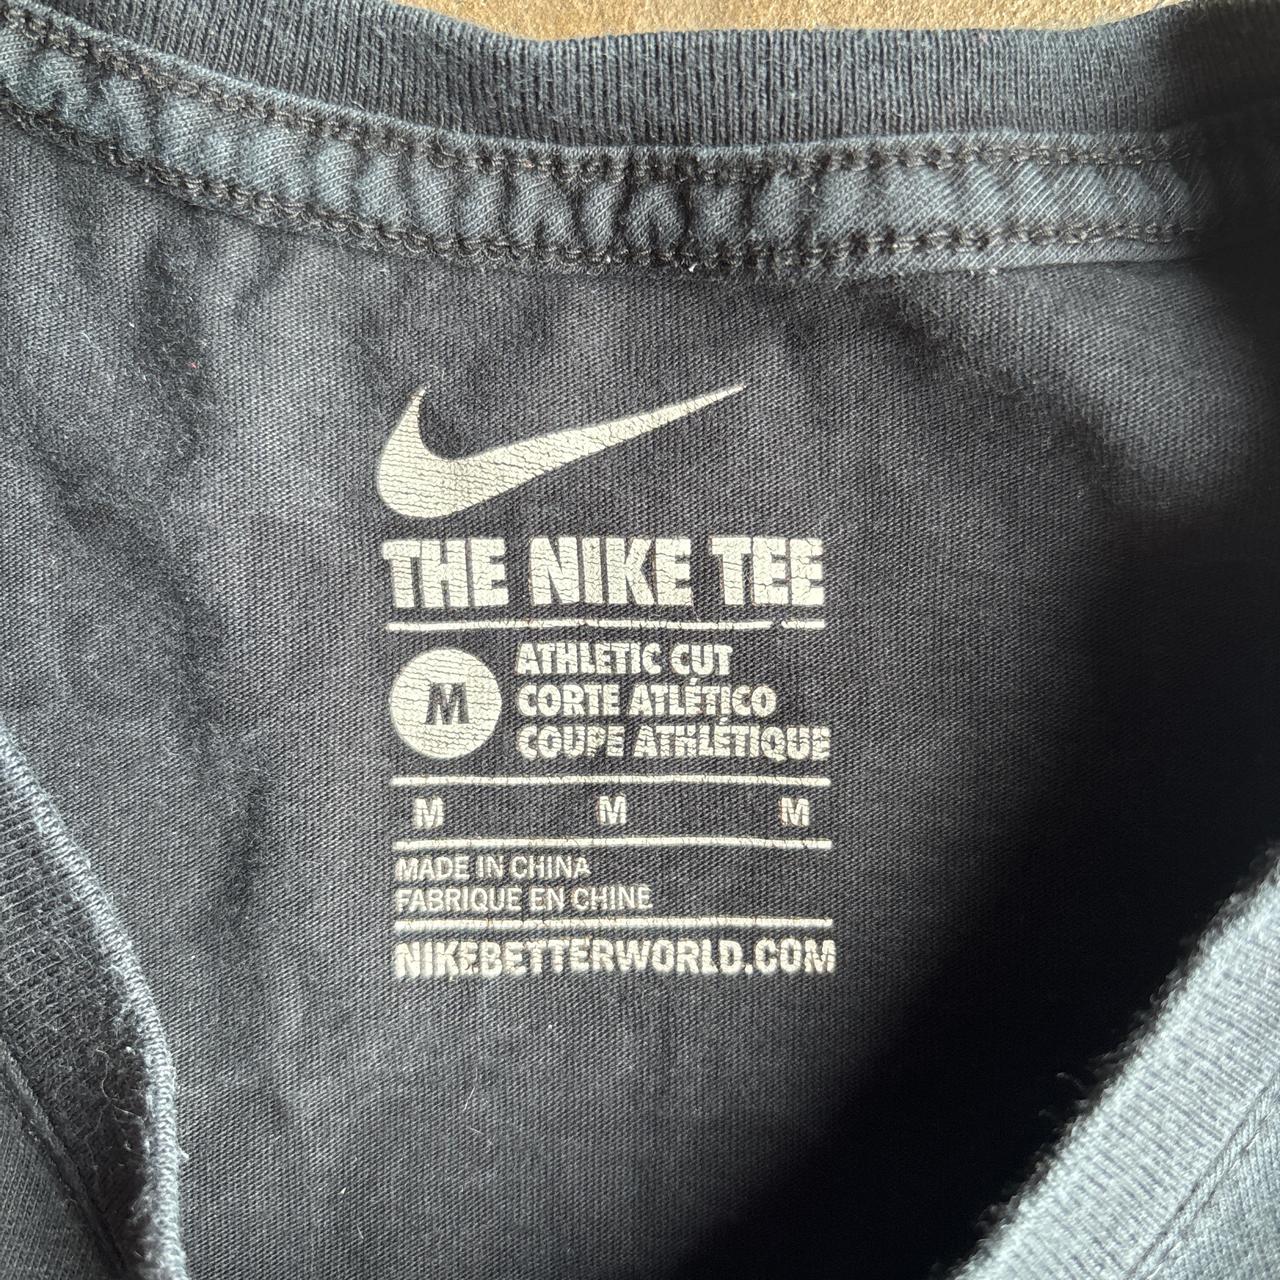 THE NIKE TEE
M
ATHLETIC CUT
CORTE ATLÉTICO
COUPE ATHLÉTIQUE
M M M
MADE IN CHINA
FABRIQUE EN CHINE
NIKEBETTERWORLD.COM